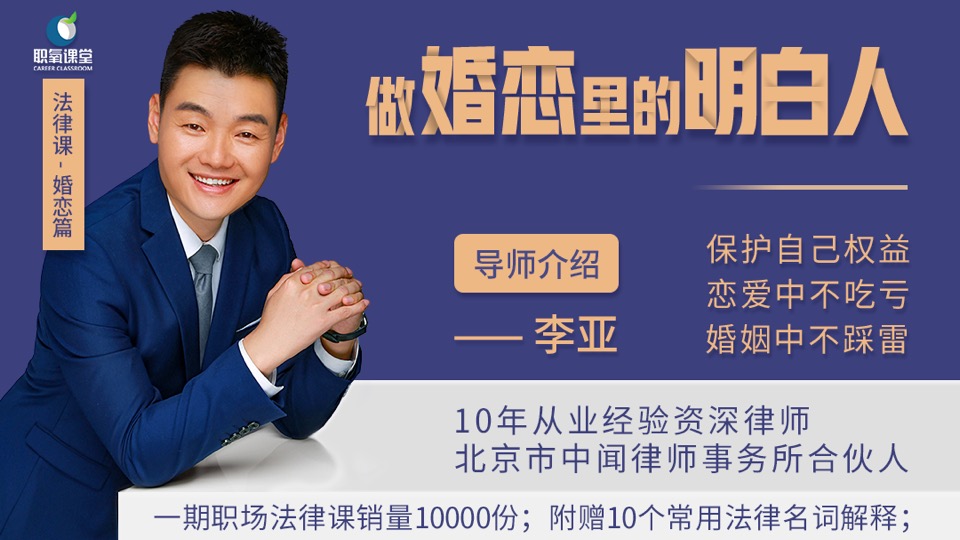 职氧课堂
CAREER CLASSROOM
法律课-婚恋篇
做婚恋里的明白人
导师介绍
—— 李亚
保护自己权益
恋爱中不吃亏
婚姻中不踩雷
10年从业经验资深律师
北京市中闻律师事务所合伙人
一期职场法律课销量10000份；附赠10个常用法律名词解释；